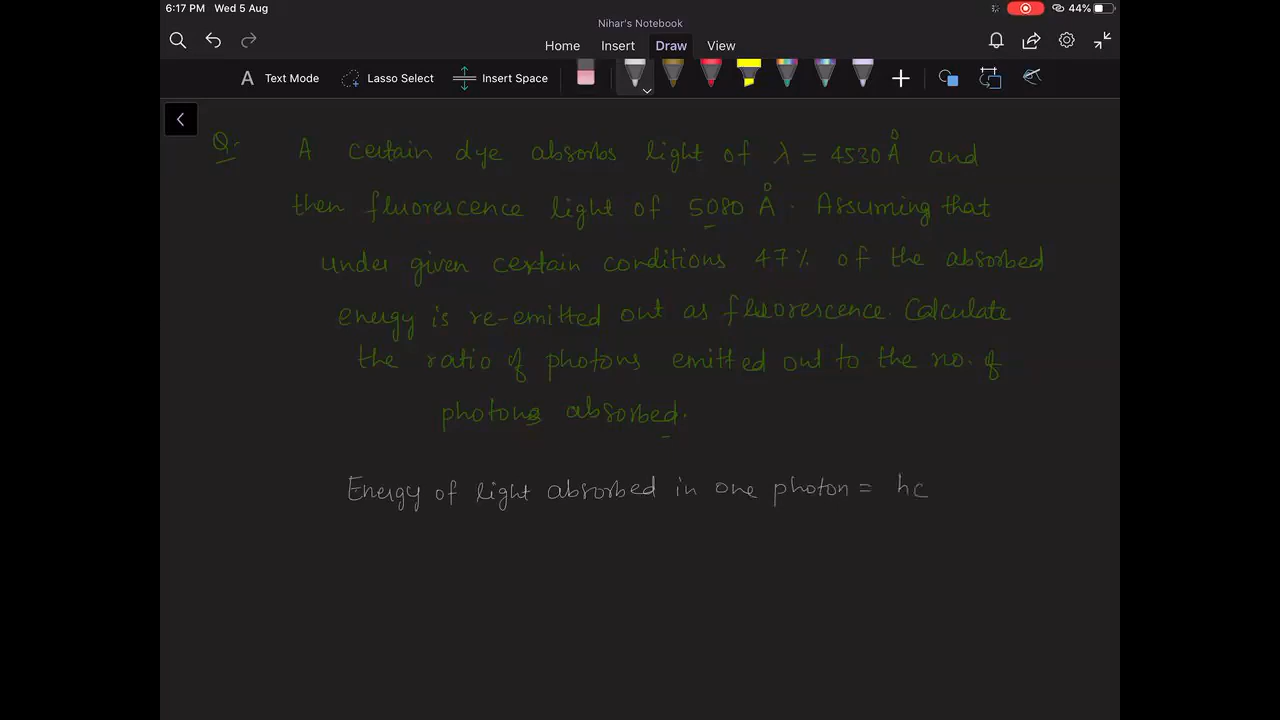 6:17 PM Wed 5 Aug
44%
Nihar's Notebook
Home Insert Draw View
A Text Mode Lasso Select Insert Space
Q:- A certain dye absorbs light of λ = 4530 Å and
then fluorescence light of 5080 Å. Assuming that
under given certain conditions 47% of the absorbed
energy is re-emitted out as fluorescence. Calculate
the ratio of photons emitted out to the no. of
photons absorbed.
Energy of light absorbed in one photon = hc